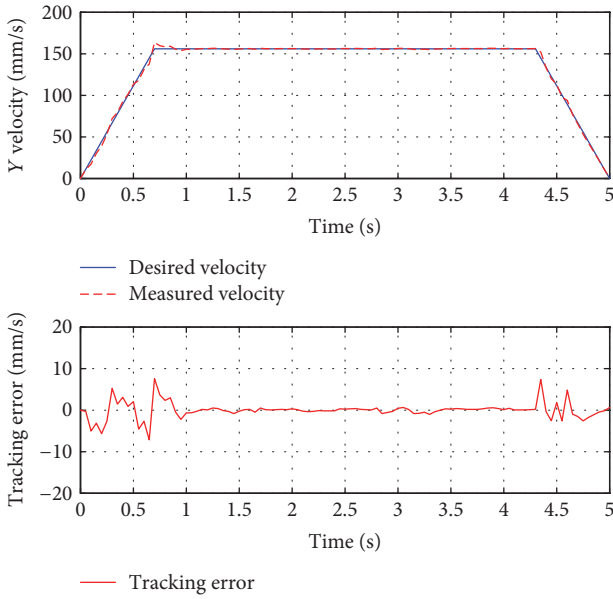 200
150
100
50
0
Y velocity (mm/s)
0 0.5 1 1.5 2 2.5 3 3.5 4 4.5 5
Time (s)
Desired velocity
Measured velocity
20
10
0
−10
−20
Tracking error (mm/s)
0 0.5 1 1.5 2 2.5 3 3.5 4 4.5 5
Time (s)
Tracking error